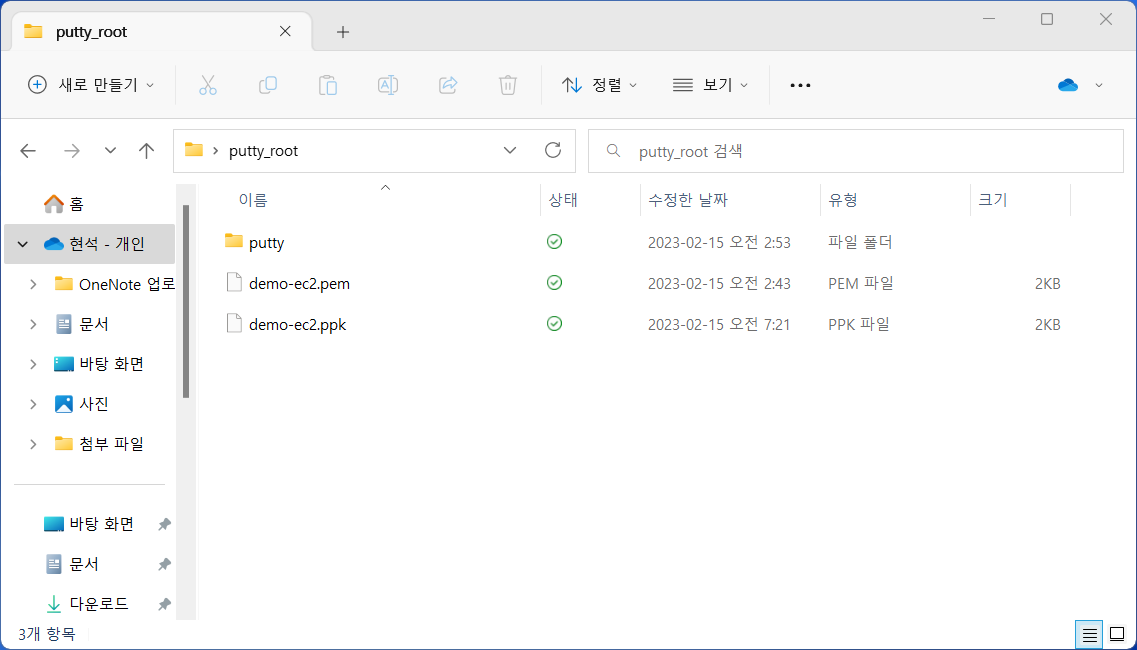 putty_root
새로 만들기
정렬
보기
putty_root
putty_root 검색
홈
현석 - 개인
OneNote 업로
문서
바탕 화면
사진
첨부 파일
바탕 화면
문서
다운로드
이름 상태 수정한 날짜 유형 크기
putty 2023-02-15 오전 2:53 파일 폴더
demo-ec2.pem 2023-02-15 오전 2:43 PEM 파일 2KB
demo-ec2.ppk 2023-02-15 오전 7:21 PPK 파일 2KB
3개 항목